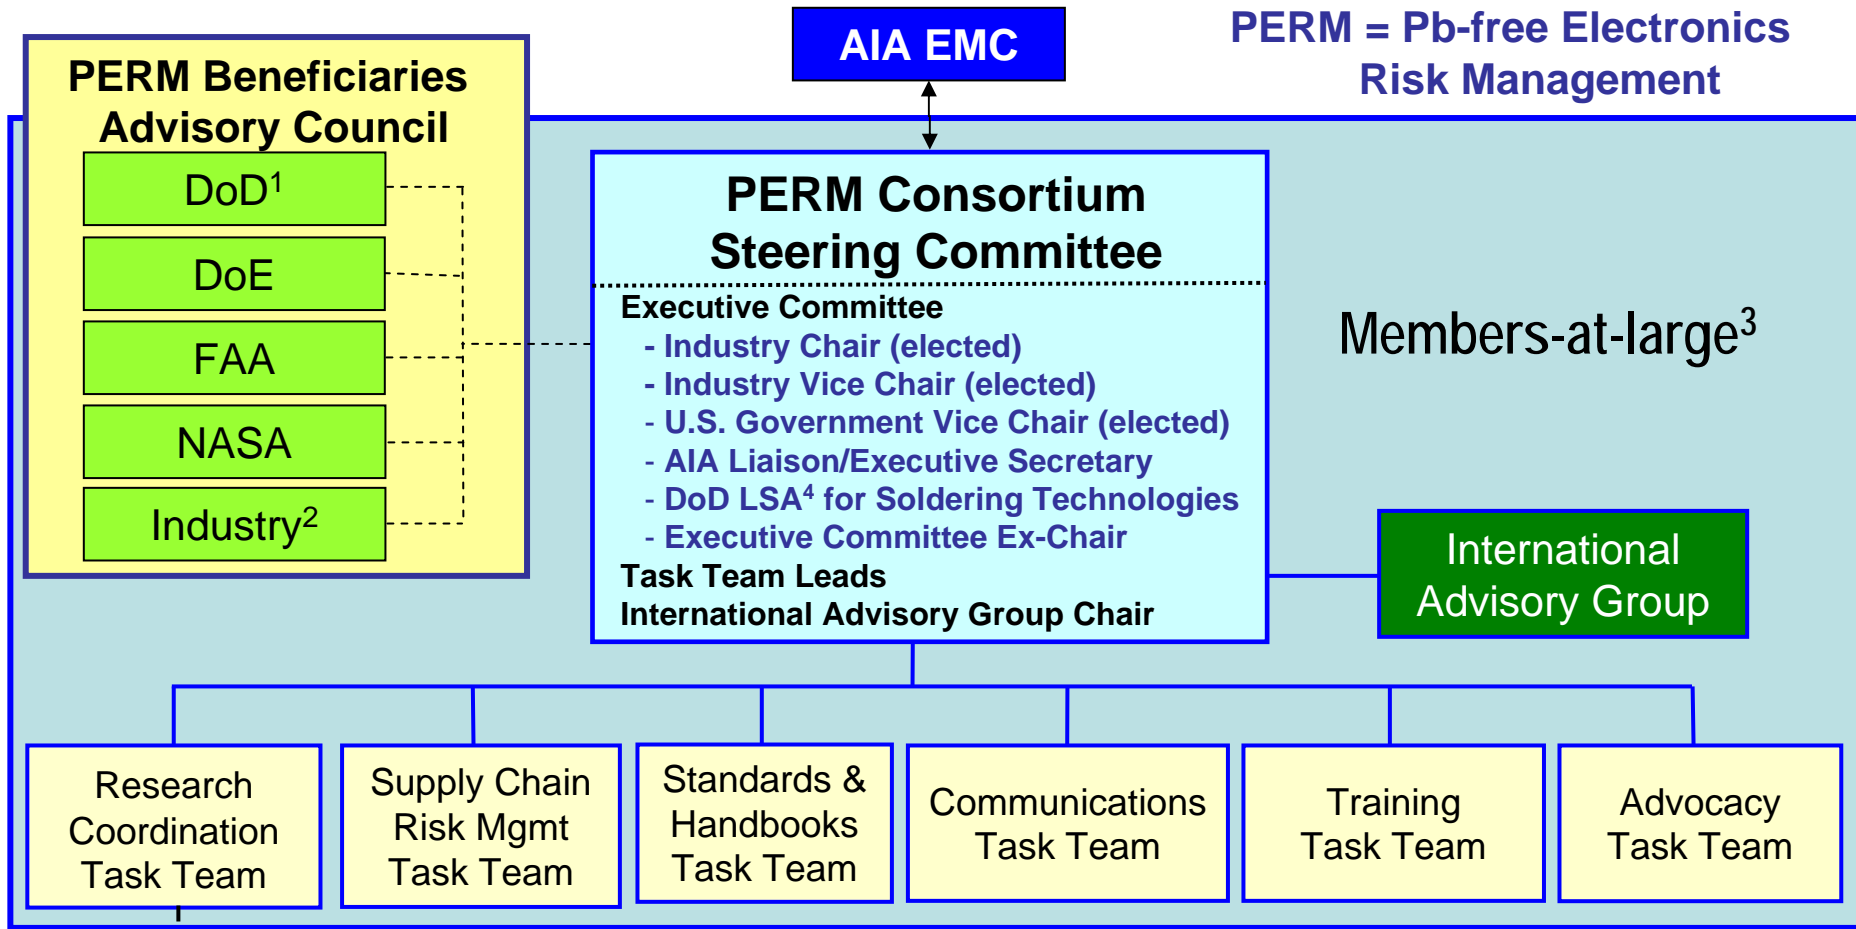 AIA EMC
PERM = Pb-free Electronics
Risk Management
PERM Beneficiaries
Advisory Council
DoD¹
DoE
FAA
NASA
Industry²
PERM Consortium
Steering Committee
Executive Committee
- Industry Chair (elected)
- Industry Vice Chair (elected)
- U.S. Government Vice Chair (elected)
- AIA Liaison/Executive Secretary
- DoD LSA⁴ for Soldering Technologies
- Executive Committee Ex-Chair
Task Team Leads
International Advisory Group Chair
Members-at-large³
International
Advisory Group
Research
Coordination
Task Team
Supply Chain
Risk Mgmt
Task Team
Standards &
Handbooks
Task Team
Communications
Task Team
Training
Task Team
Advocacy
Task Team